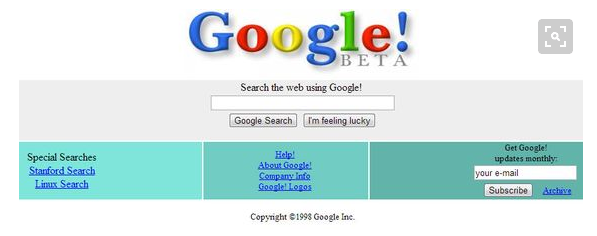 Google!
BETA
Search the web using Google!
Google Search I'm feeling lucky
Special Searches
Stanford Search
Linux Search
Help!
About Google!
Company Info
Google! Logos
Get Google!
updates monthly:
your e-mail
Subscribe Archive
Copyright ©1998 Google Inc.